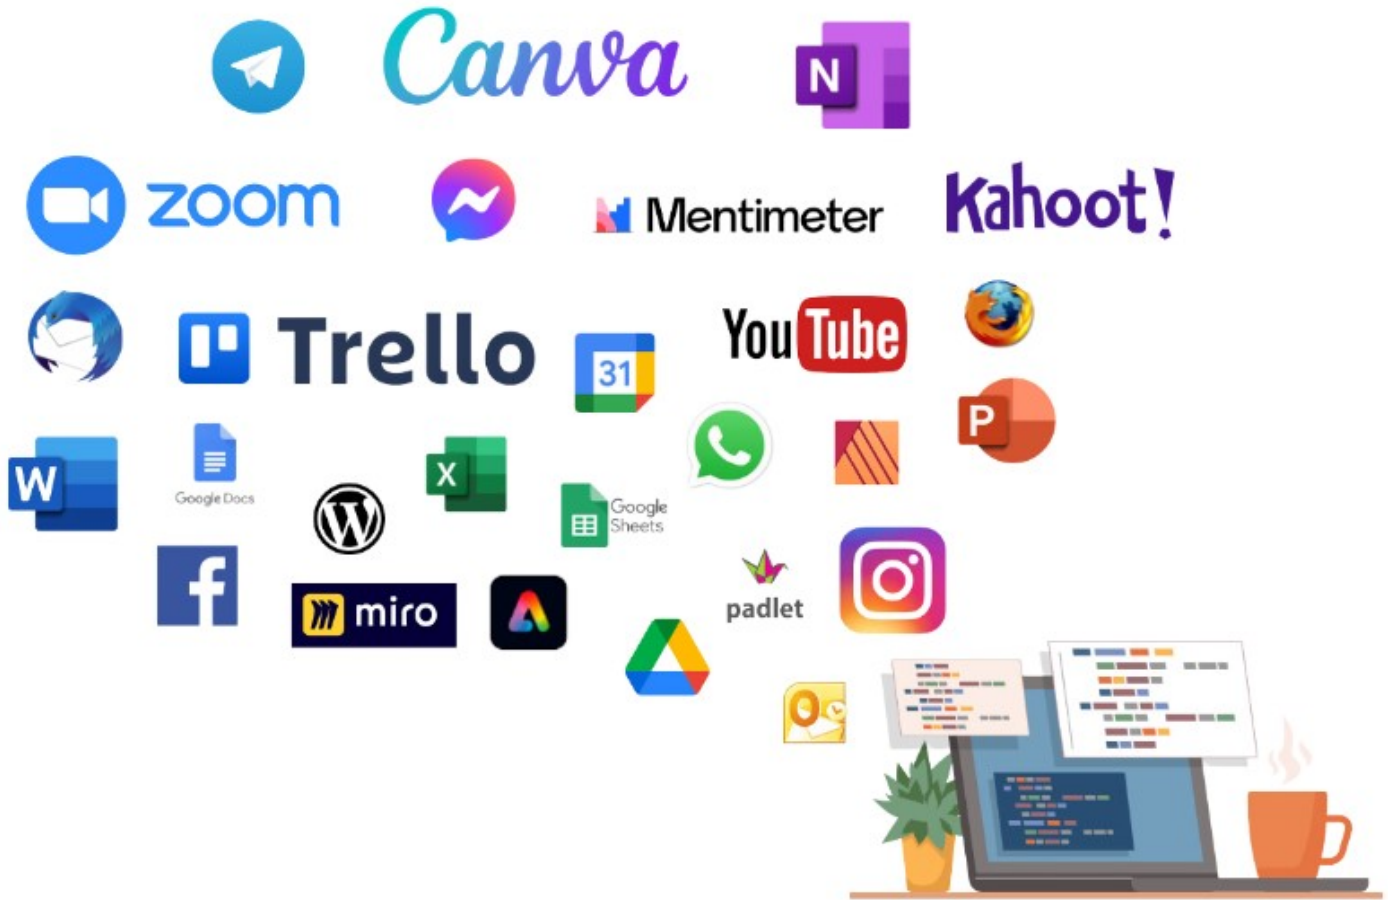 Canva
N
zoom
Mentimeter
Kahoot!
Trello
31
YouTube
P
W
Google Docs
X
W
Google
Sheets
f
miro
padlet
O